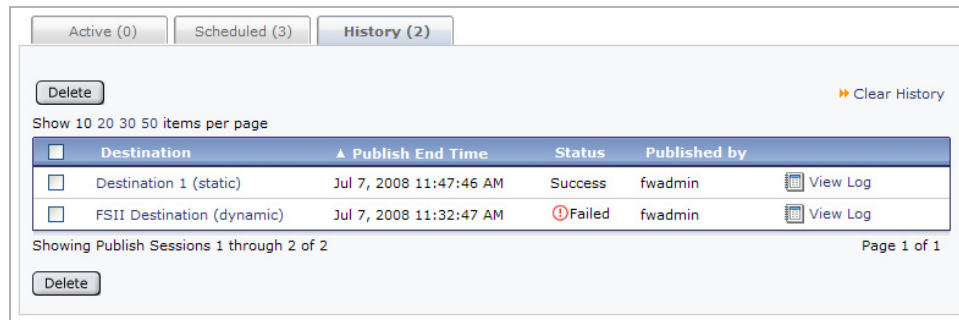 Active (0) Scheduled (3) History (2)
Delete
Clear History
Show 10 20 30 50 items per page
Destination Publish End Time Status Published by
Destination 1 (static) Jul 7, 2008 11:47:46 AM Success fwadmin View Log
FSII Destination (dynamic) Jul 7, 2008 11:32:47 AM Failed fwadmin View Log
Showing Publish Sessions 1 through 2 of 2 Page 1 of 1
Delete